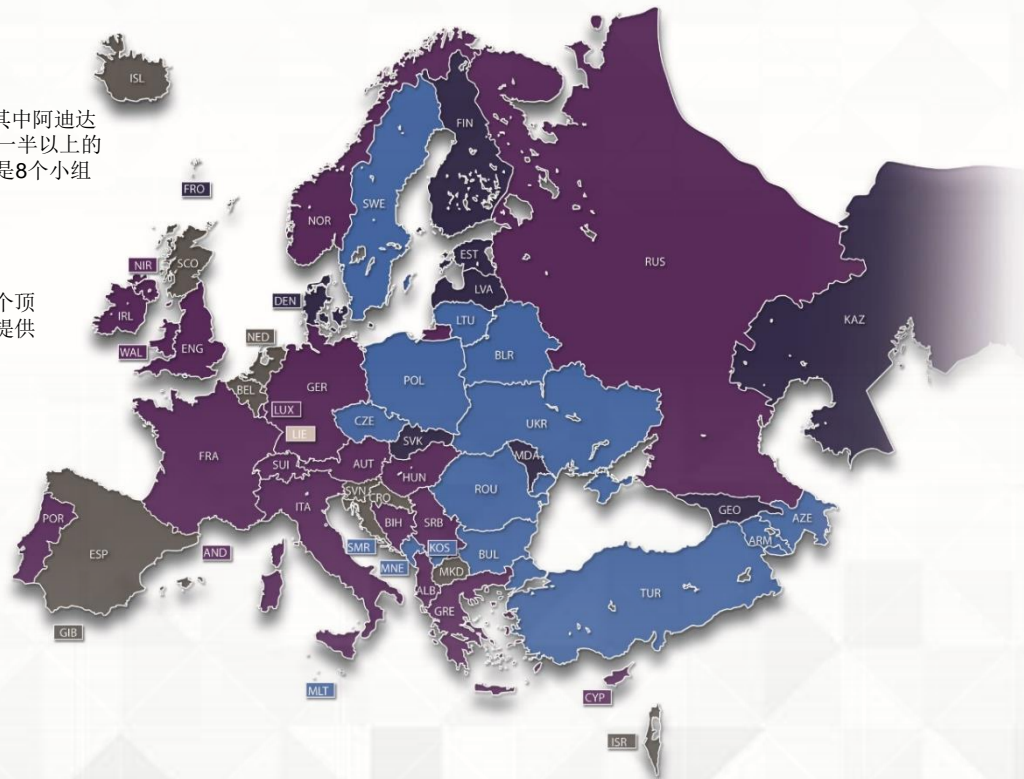 ISL
其中阿迪达
一半以上的
是8个小组
FIN
FRO
SWE
NOR
SCO
NIR
EST
RUS
LVA
DEN
IRL
个顶
提供
LTU
KAZ
NED
WAL
ENG
BLR
GER
POL
BEL
LUX
CZE
UKR
LIE
SVK
FRA
MDA
SUI
AUT
HUN
SVN
CRO
ROU
ITA
GEO
POR
BIH
SRB
AZE
ARM
SMR
KOS
ESP
AND
BUL
MNE
MKD
ALB
TUR
GRE
GIB
MLT
CYP
ISR